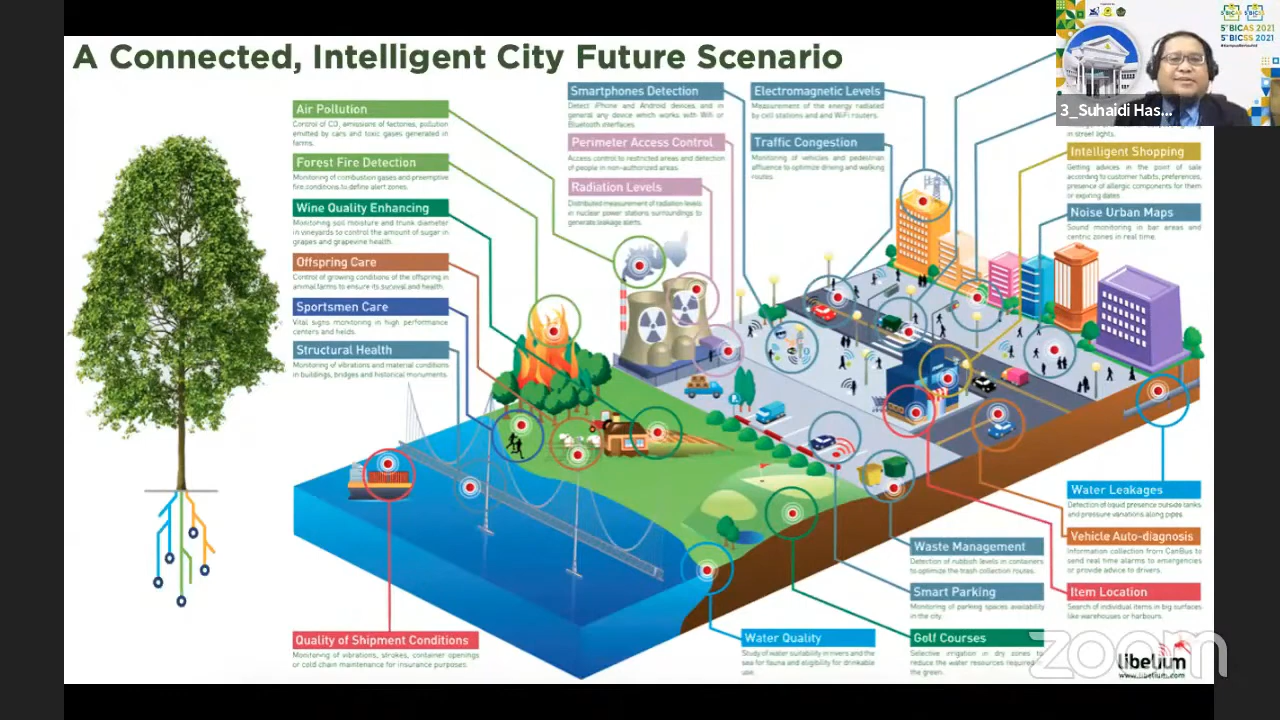 A Connected, Intelligent City Future Scenario
5th BICAS 2021
5th BICSS 2021
3_Suhaidi Has...
Air Pollution
Control of CO₂ emissions of factories, pollution
emitted by cars and toxic gases generated in
farms.
Forest Fire Detection
Monitoring of combustion gases and preemptive
fire conditions to define alert zones.
Wine Quality Enhancing
Monitoring soil moisture and trunk diameter
in vineyards to control the amount of sugar in
grapes and grapevine health.
Offspring Care
Control of growing conditions of the offspring in
animal farms to ensure its survival and health.
Sportsmen Care
Vital signs monitoring in high performance
centers and fields.
Structural Health
Monitoring of vibrations and material conditions
in buildings, bridges and historical monuments.
Quality of Shipment Conditions
Monitoring of vibrations, strokes, container openings
or cold chain maintenance for insurance purposes.
Smartphones Detection
Detect iPhone and Android devices, and in
general any device which works with Wifi or
Bluetooth interfaces.
Perimeter Access Control
Access control to restricted areas and detection
of people in non-authorized areas.
Radiation Levels
Distributed measurement of radiation levels
in nuclear power stations surroundings to
generate leakage alerts.
Electromagnetic Levels
Measurement of the energy radiated
by cell stations and and WiFi routers.
Traffic Congestion
Monitoring of vehicles and pedestrian
affluence to optimize driving and walking
routes.
in street lights.
Intelligent Shopping
Getting advices in the point of sale
according to customer habits, preferences,
presence of allergic components for them
or expiring dates.
Noise Urban Maps
Sound monitoring in bar areas and
centric zones in real time.
Water Leakages
Detection of liquid presence outside tanks
and pressure variations along pipes.
Vehicle Auto-diagnosis
Information collection from CanBus to
send real time alarms to emergencies
or provide advice to drivers.
Item Location
Search of individual items in big surfaces
like warehouses or harbours.
Waste Management
Detection of rubbish levels in containers
to optimize the trash collection routes.
Smart Parking
Monitoring of parking spaces availability
in the city.
Golf Courses
Selective irrigation in dry zones to
reduce the water resources required in
the green.
Water Quality
Study of water suitability in rivers and the
sea for fauna and eligibility for drinkable
use.
zoom
libelium
www.libelium.com